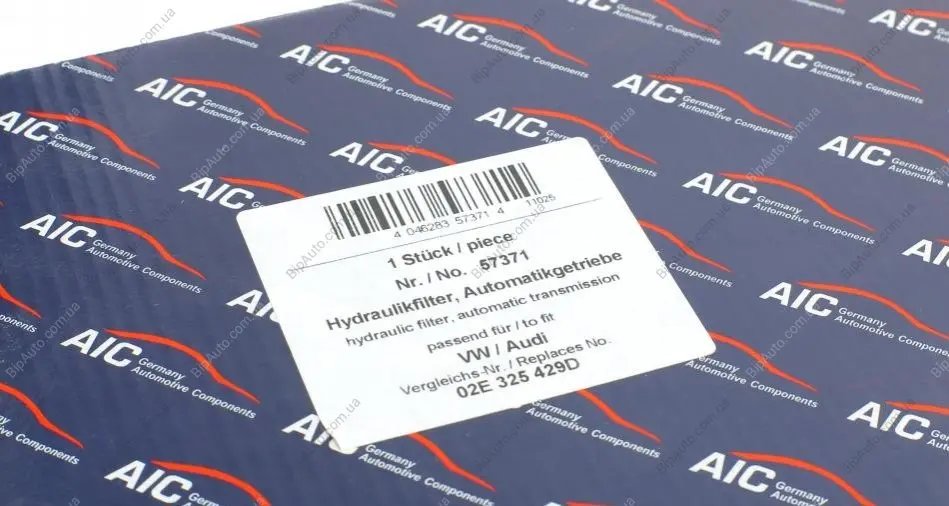 4 046283 57371 4
11025
1 Stück / piece
Nr. / No. 57371
Hydraulikfilter, Automatikgetriebe
hydraulic filter, automatic transmission
passend für / to fit
VW / Audi
Vergleichs-Nr. / Replaces No.
02E 325 429D
AIC Germany
Automotive Components
BipAuto.com.ua